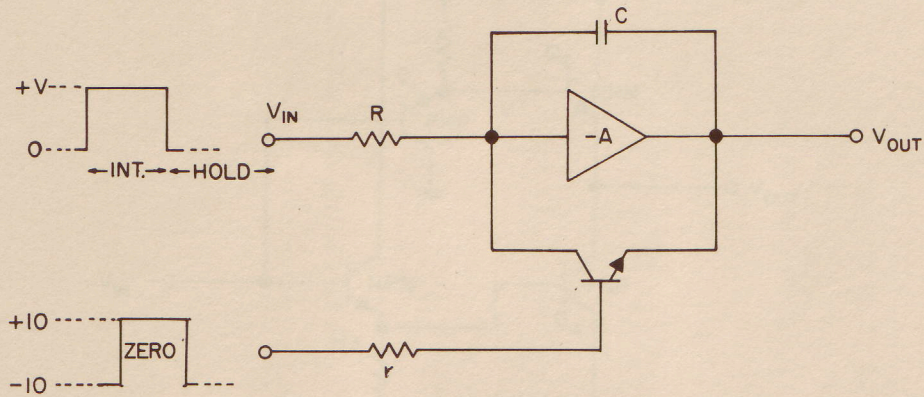 C
+V
V_IN
R
-A
V_OUT
0
INT.
HOLD
+10
ZERO
-10
r